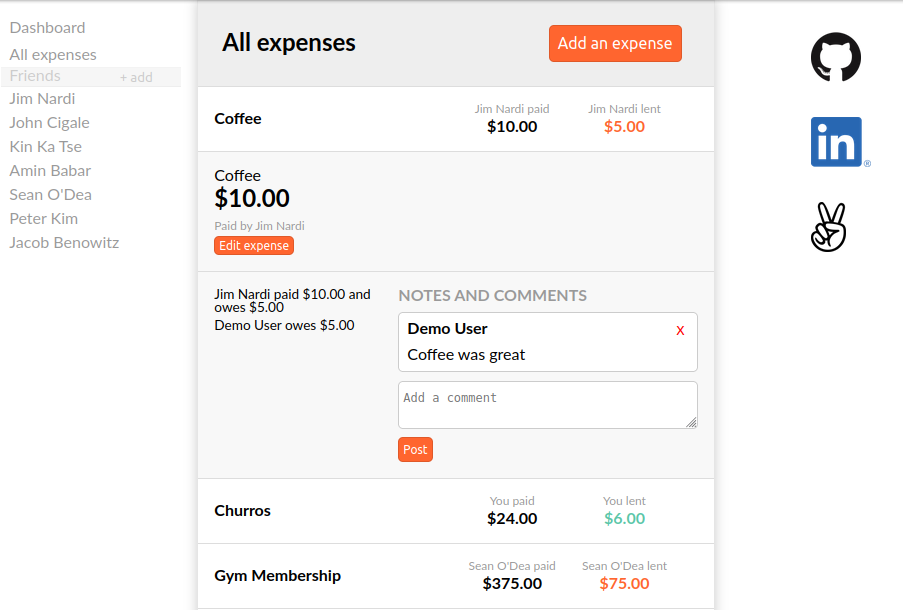 Dashboard
All expenses
Friends + add
Jim Nardi
John Cigale
Kin Ka Tse
Amin Babar
Sean O'Dea
Peter Kim
Jacob Benowitz
All expenses
Add an expense
Coffee
Jim Nardi paid
$10.00
Jim Nardi lent
$5.00
Coffee
$10.00
Paid by Jim Nardi
Edit expense
Jim Nardi paid $10.00 and
owes $5.00
Demo User owes $5.00
NOTES AND COMMENTS
Demo User
X
Coffee was great
Add a comment
Post
Churros
You paid
$24.00
You lent
$6.00
Gym Membership
Sean O'Dea paid
$375.00
Sean O'Dea lent
$75.00
in
®